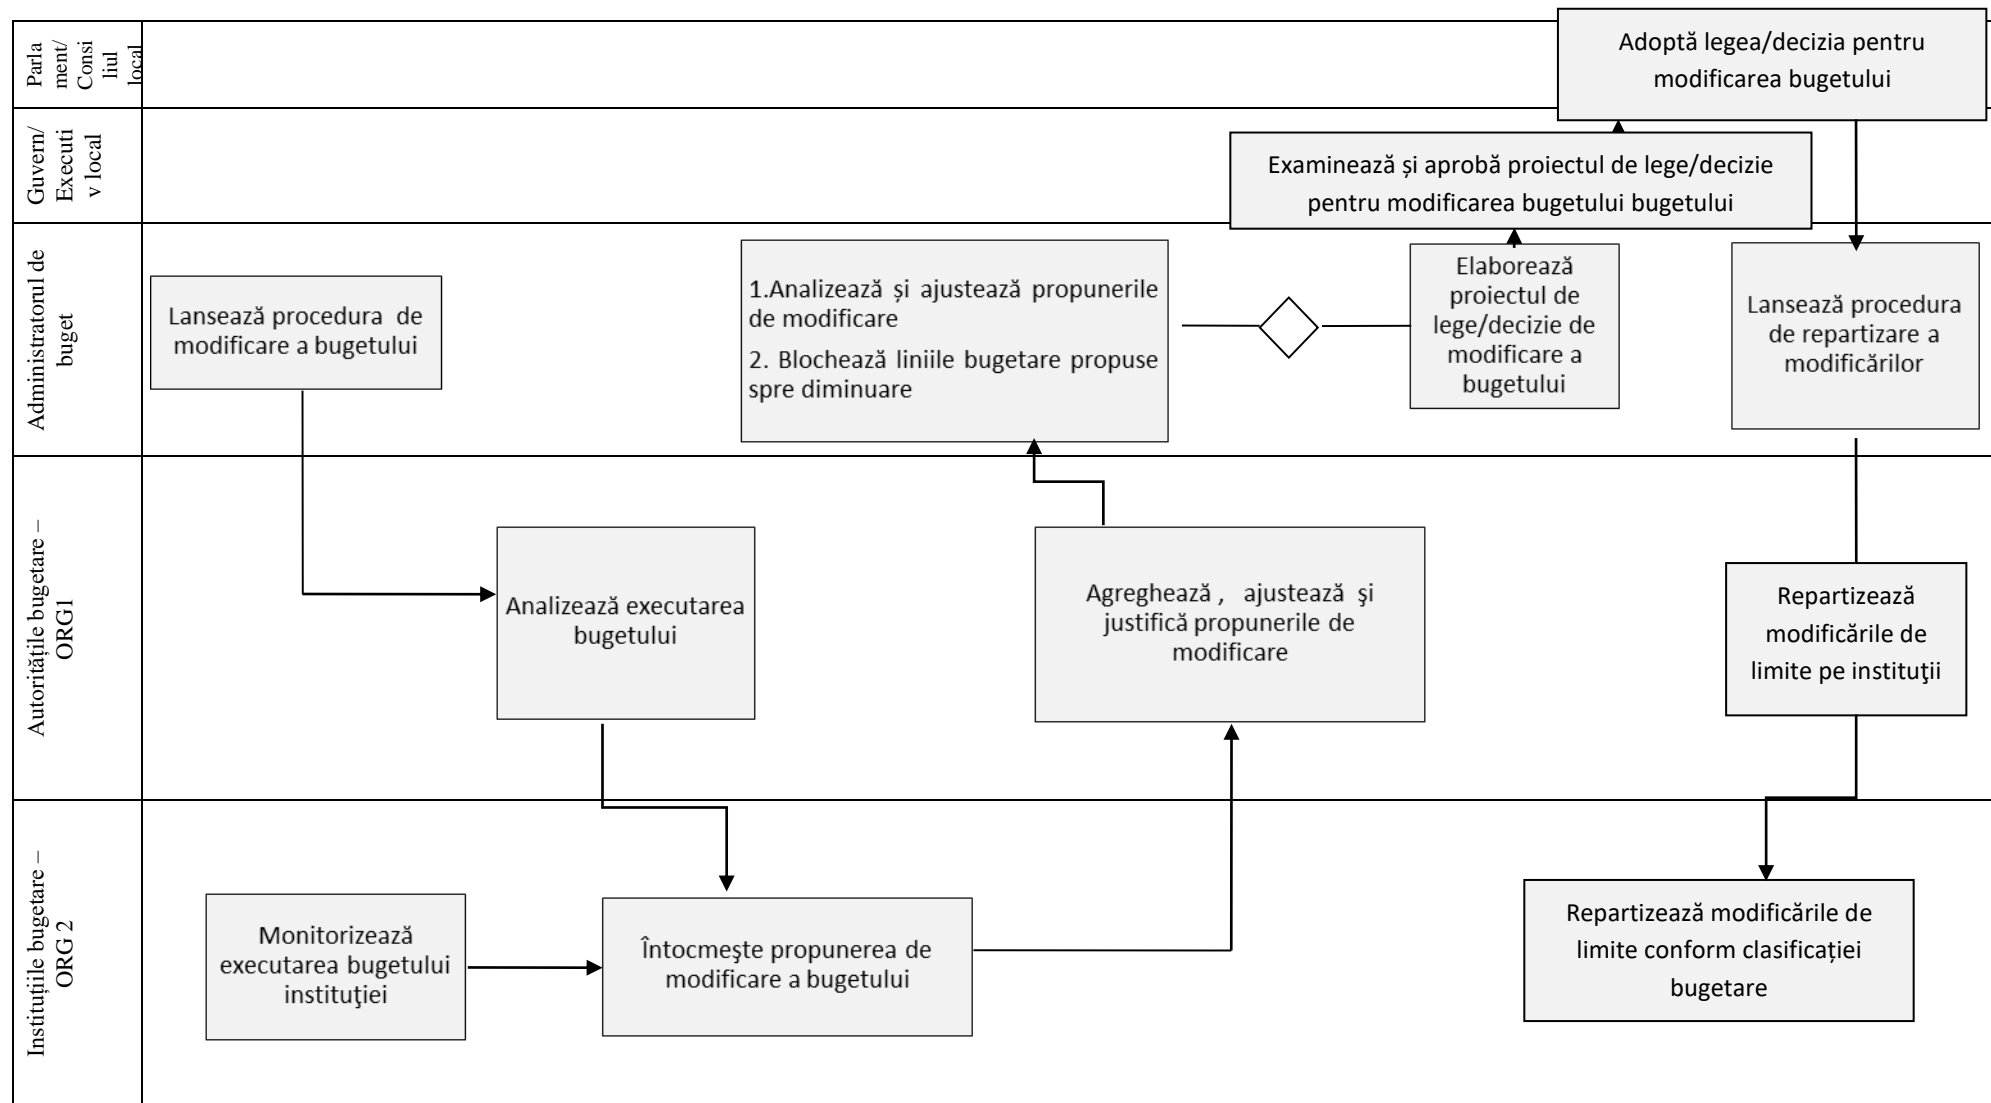 Parla
ment/
Consi
liul
local
Adoptă legea/decizia pentru
modificarea bugetului
Guvern/
Executi
v local
Examinează și aprobă proiectul de lege/decizie
pentru modificarea bugetului bugetului
Administratorul de
buget
Lansează procedura de
modificare a bugetului
1.Analizează și ajustează propunerile
de modificare
2. Blochează liniile bugetare propuse
spre diminuare
Elaborează
proiectul de
lege/decizie de
modificare a
bugetului
Lansează procedura
de repartizare a
modificărilor
Autoritățile bugetare –
ORG1
Analizează executarea
bugetului
Agreghează , ajustează şi
justifică propunerile de
modificare
Repartizează
modificările de
limite pe instituţii
Instituțiile bugetare –
ORG 2
Monitorizează
executarea bugetului
instituţiei
Întocmeşte propunerea de
modificare a bugetului
Repartizează modificările de
limite conform clasificației
bugetare